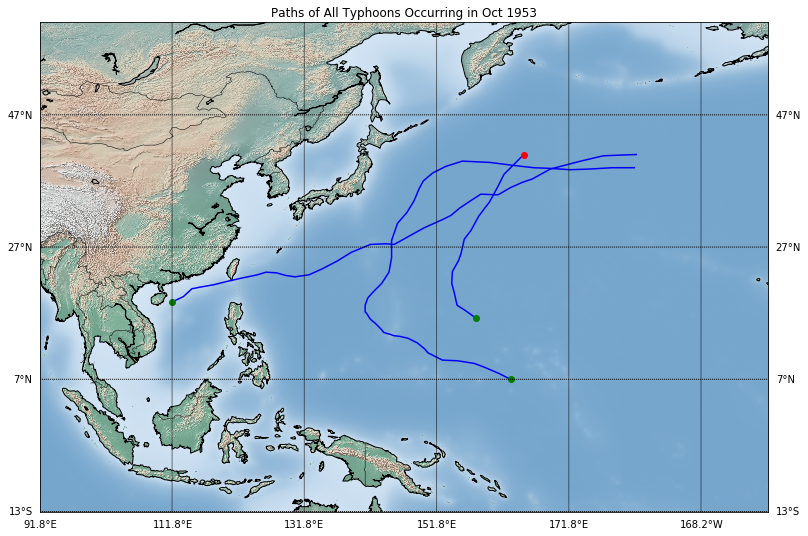 Paths of All Typhoons Occurring in Oct 1953
47°N 47°N
27°N 27°N
7°N 7°N
13°S 13°S
91.8°E 111.8°E 131.8°E 151.8°E 171.8°E 168.2°W